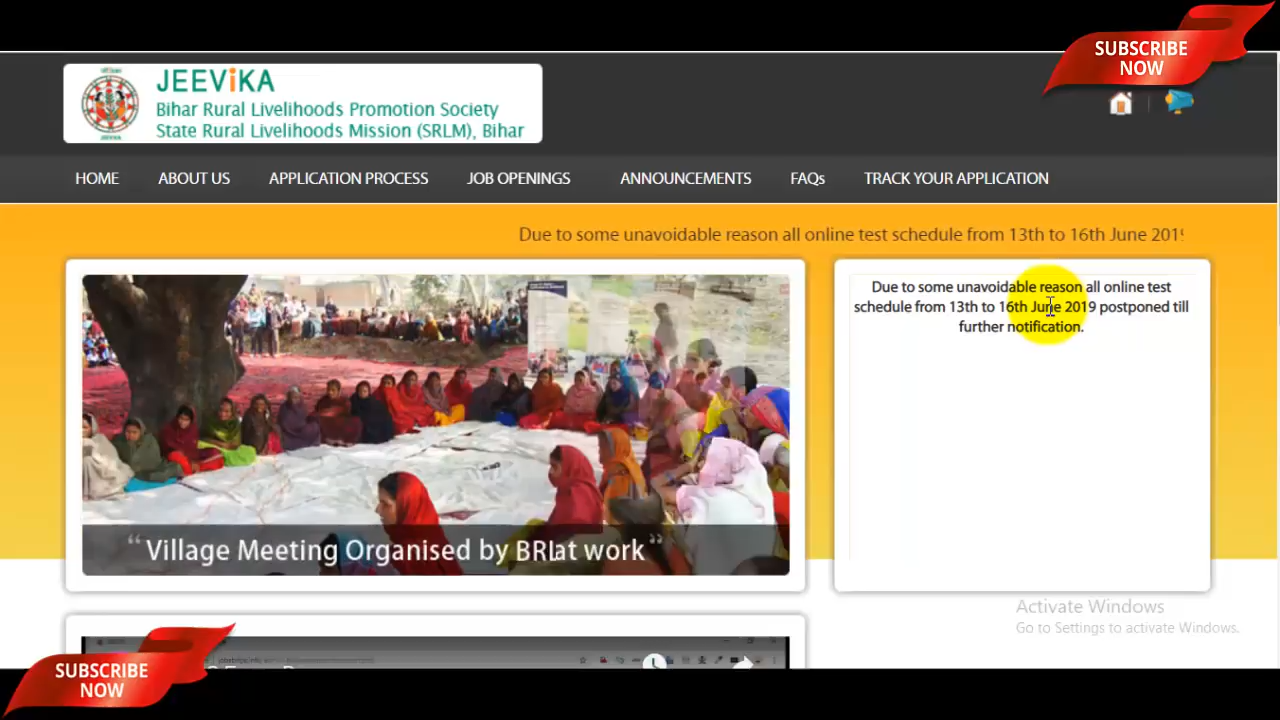 SUBSCRIBE
NOW
JEEViKA
Bihar Rural Livelihoods Promotion Society
State Rural Livelihoods Mission (SRLM), Bihar
HOME ABOUT US APPLICATION PROCESS JOB OPENINGS ANNOUNCEMENTS FAQs TRACK YOUR APPLICATION
Due to some unavoidable reason all online test schedule from 13th to 16th June 2019
Due to some unavoidable reason all online test
schedule from 13th to 16th June 2019 postponed till
further notification.
“Village Meeting Organised by at work”
Activate Windows
Go to Settings to activate Windows.
SUBSCRIBE
NOW